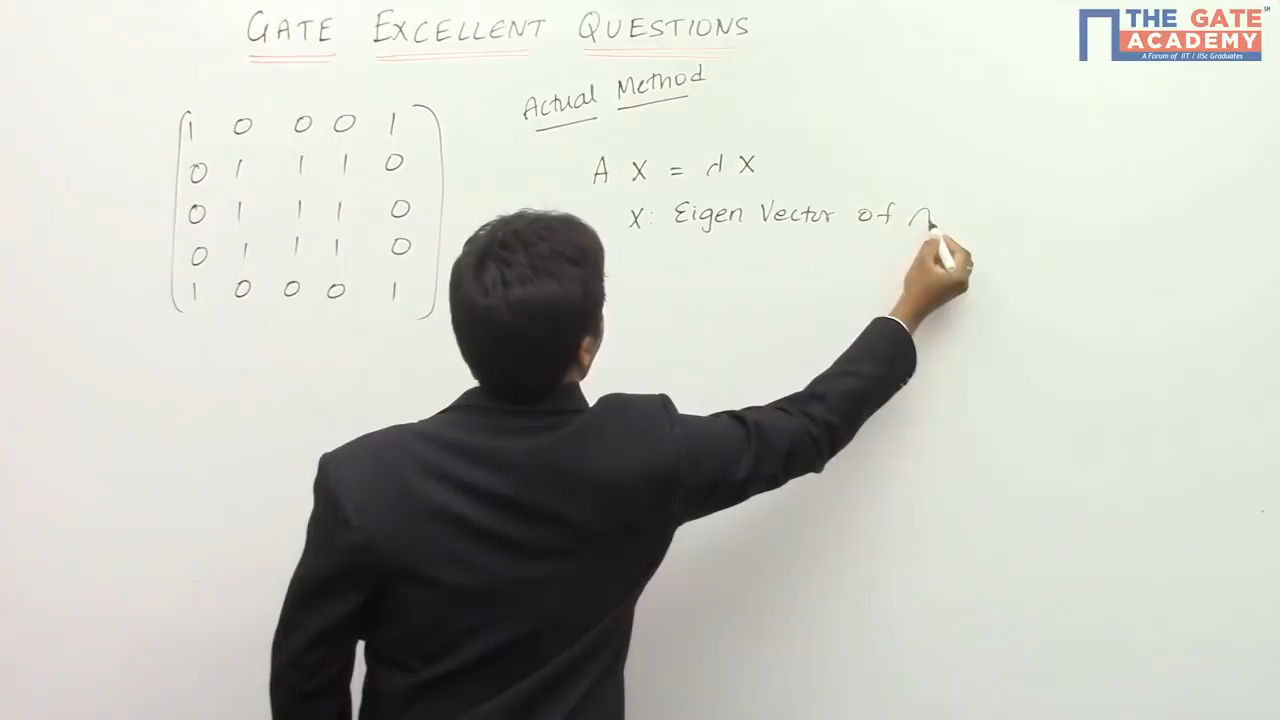 GATE EXCELLENT QUESTIONS
THE GATE ACADEMY
SM
A Forum of IIT / IISc Graduates
1 0 0 0 1
0 1 1 1 0
0 1 1 1 0
0 1 1 1 0
1 0 0 0 1
Actual Method
A X = λ X
X: Eigen Vector of